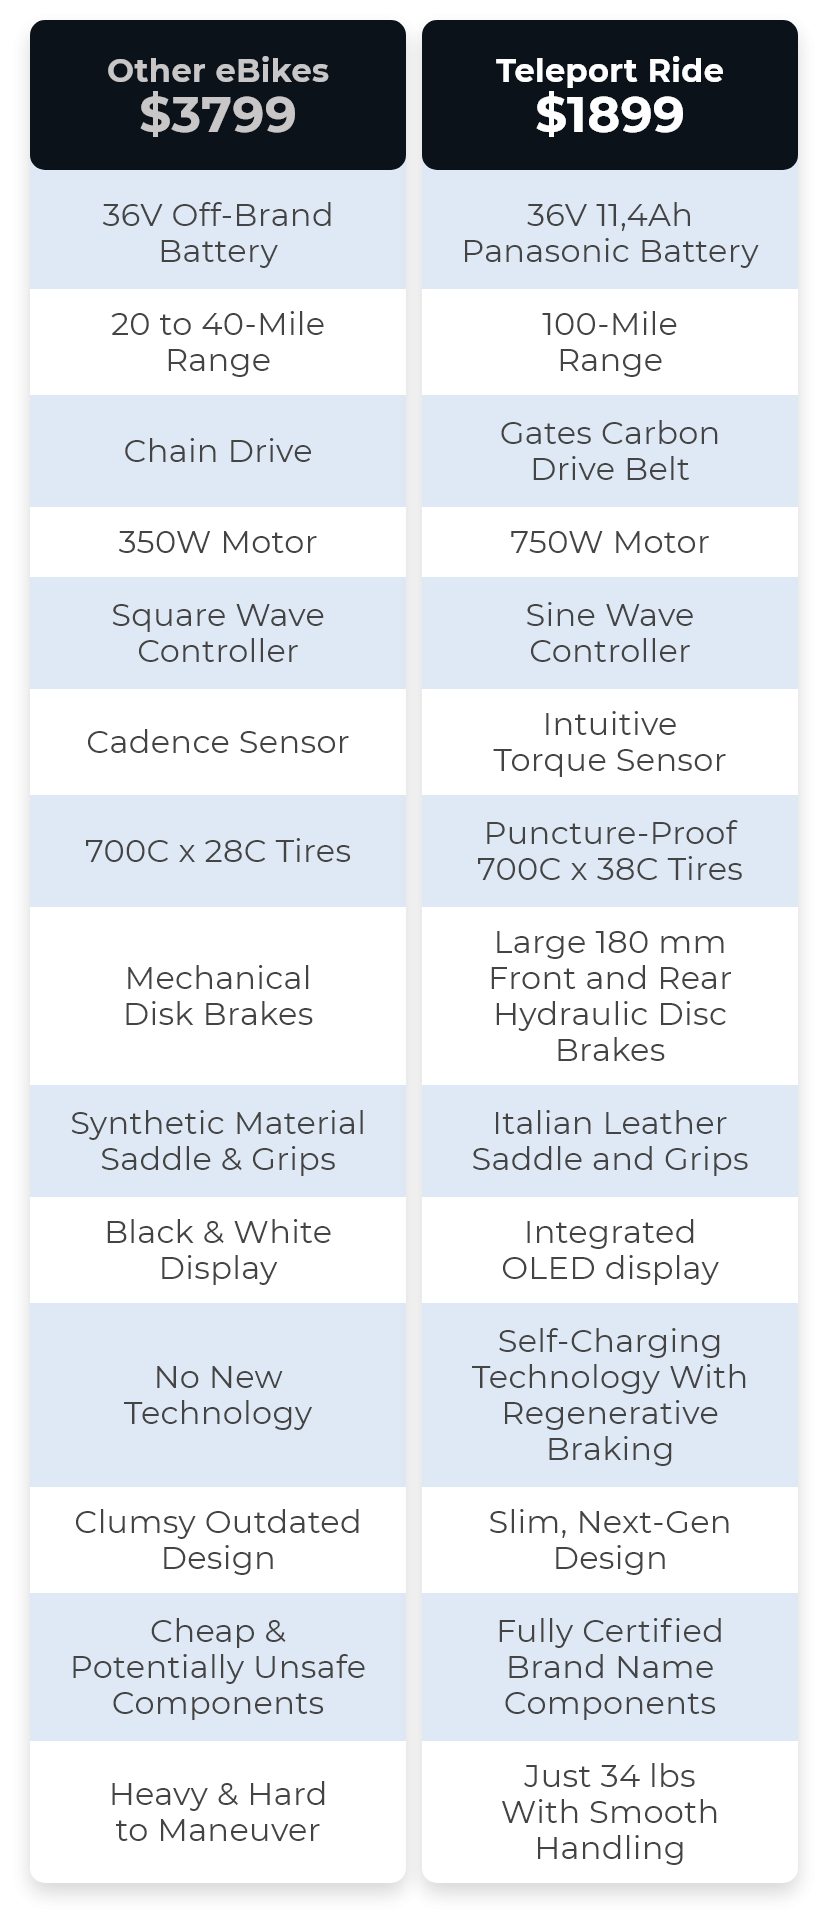 Other eBikes
$3799
Teleport Ride
$1899
36V Off-Brand
Battery
36V 11,4Ah
Panasonic Battery
20 to 40-Mile
Range
100-Mile
Range
Chain Drive
Gates Carbon
Drive Belt
350W Motor
750W Motor
Square Wave
Controller
Sine Wave
Controller
Cadence Sensor
Intuitive
Torque Sensor
700C x 28C Tires
Puncture-Proof
700C x 38C Tires
Mechanical
Disk Brakes
Large 180 mm
Front and Rear
Hydraulic Disc
Brakes
Synthetic Material
Saddle & Grips
Italian Leather
Saddle and Grips
Black & White
Display
Integrated
OLED display
No New
Technology
Self-Charging
Technology With
Regenerative
Braking
Clumsy Outdated
Design
Slim, Next-Gen
Design
Cheap &
Potentially Unsafe
Components
Fully Certified
Brand Name
Components
Heavy & Hard
to Maneuver
Just 34 lbs
With Smooth
Handling